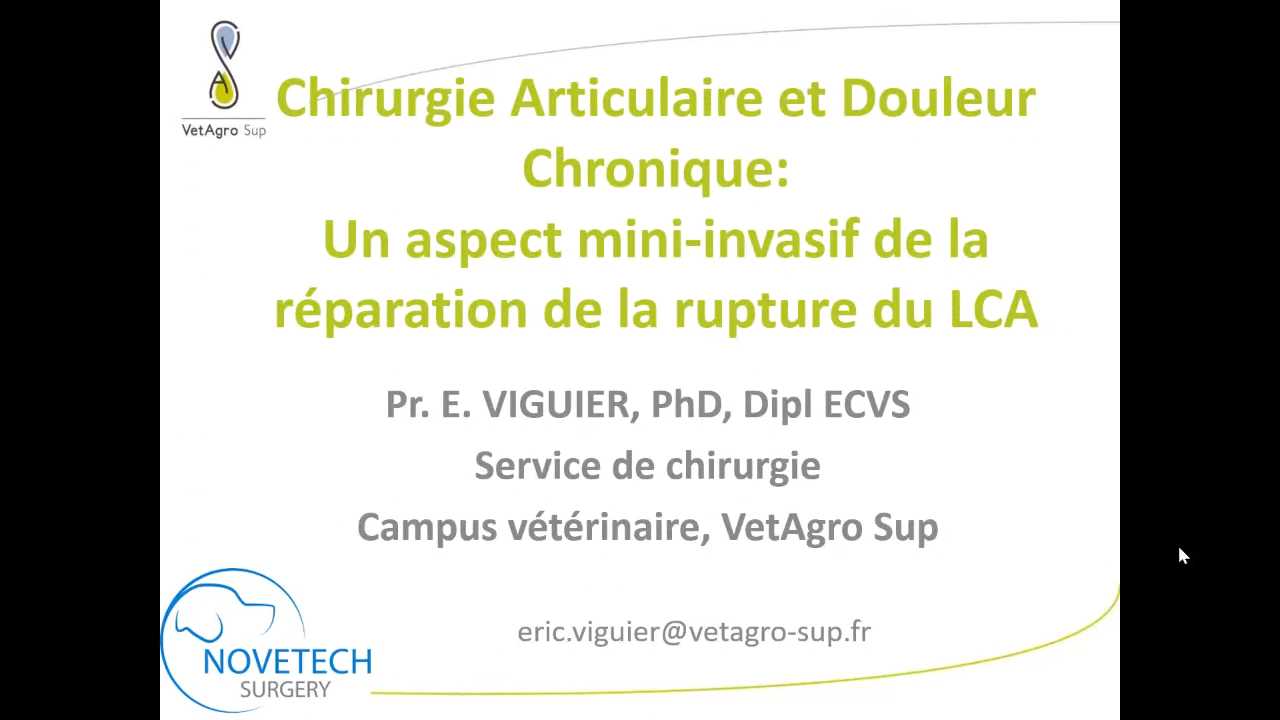 VetAgro Sup
Chirurgie Articulaire et Douleur
Chronique:
Un aspect mini-invasif de la
réparation de la rupture du LCA
Pr. E. VIGUIER, PhD, Dipl ECVS
Service de chirurgie
Campus vétérinaire, VetAgro Sup
eric.viguier@vetagro-sup.fr
NOVETECH
SURGERY